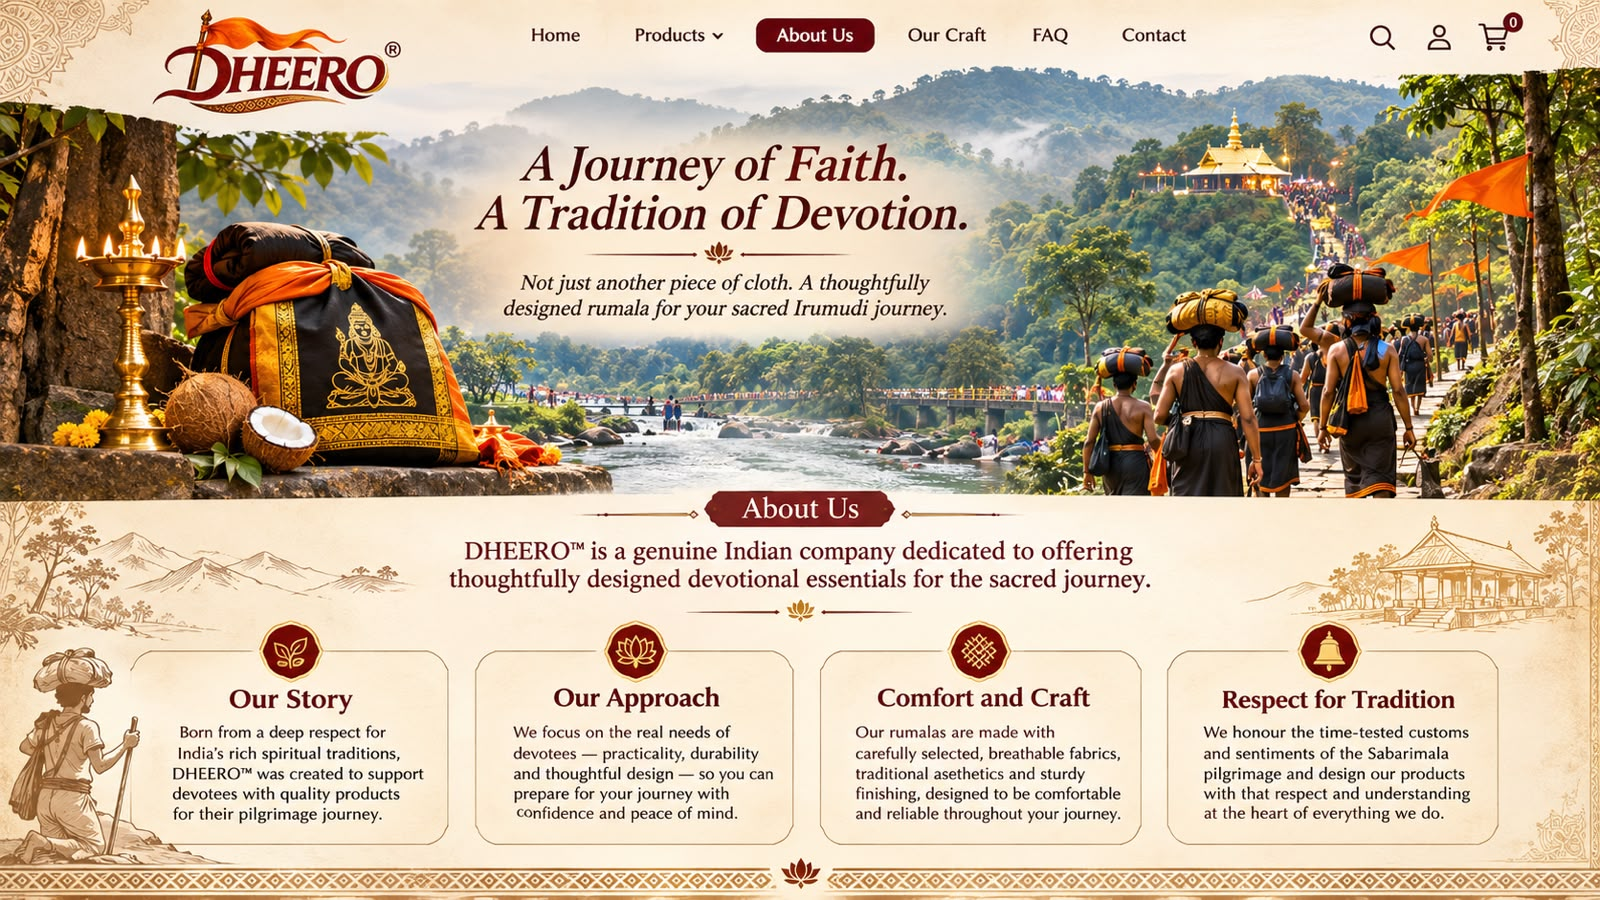 DHEERO®
Home
Products
About Us
Our Craft
FAQ
Contact
0
A Journey of Faith.
A Tradition of Devotion.
Not just another piece of cloth. A thoughtfully
designed rumala for your sacred Irumudi journey.
About Us
DHEERO™ is a genuine Indian company dedicated to offering
thoughtfully designed devotional essentials for the sacred journey.
Our Story
Born from a deep respect for
India's rich spiritual traditions,
DHEERO™ was created to support
devotees with quality products
for their pilgrimage journey.
Our Approach
We focus on the real needs of
devotees — practicality, durability
and thoughtful design — so you can
prepare for your journey with
confidence and peace of mind.
Comfort and Craft
Our rumalas are made with
carefully selected, breathable fabrics,
traditional asethetics and sturdy
finishing, designed to be comfortable
and reliable throughout your journey.
Respect for Tradition
We honour the time-tested customs
and sentiments of the Sabarimala
pilgrimage and design our products
with that respect and understanding
at the heart of everything we do.